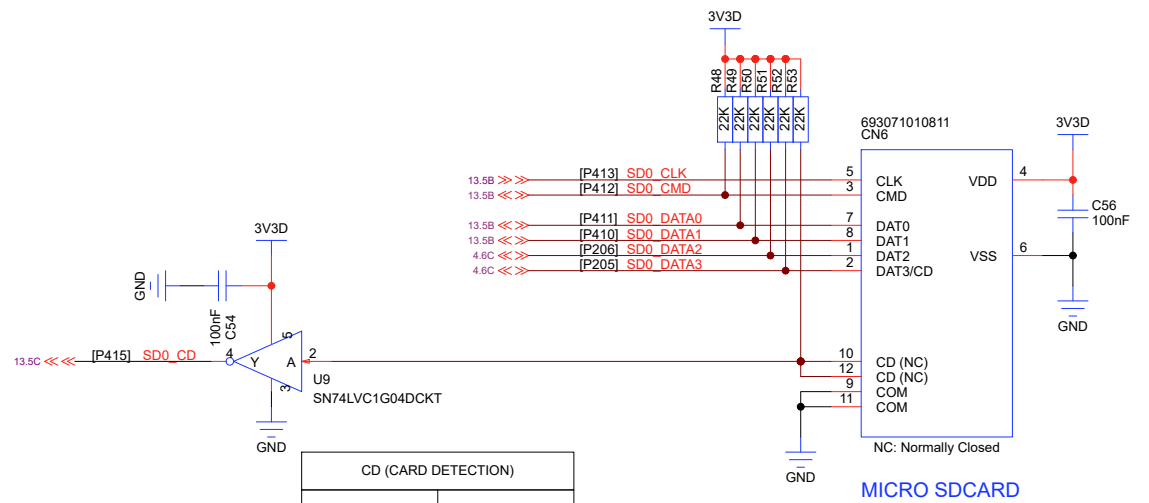 3V3D
R48
R49
R50
R51
R52
R53
22K
22K
22K
22K
22K
22K
693071010811
CN6
3V3D
13.5B [P413] SD0_CLK 5 CLK VDD 4
13.5B [P412] SD0_CMD 3 CMD
C56
100nF
13.5B [P411] SD0_DATA0 7 DAT0
13.5B [P410] SD0_DATA1 8 DAT1
4.6C [P206] SD0_DATA2 1 DAT2 VSS 6
4.6C [P205] SD0_DATA3 2 DAT3/CD
3V3D
GND
100nF
C54
GND
13.5C [P415] SD0_CD 4 Y A 2 10 CD (NC)
5
3
12 CD (NC)
9 COM
11 COM
U9
SN74LVC1G04DCKT
GND
NC: Normally Closed
GND
CD (CARD DETECTION)
MICRO SDCARD